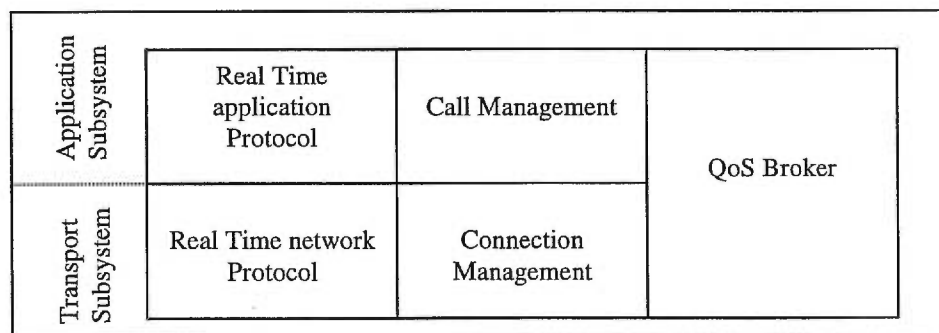 Application
Subsystem
Real Time
application
Protocol
Call Management
QoS Broker
Transport
Subsystem
Real Time network
Protocol
Connection
Management